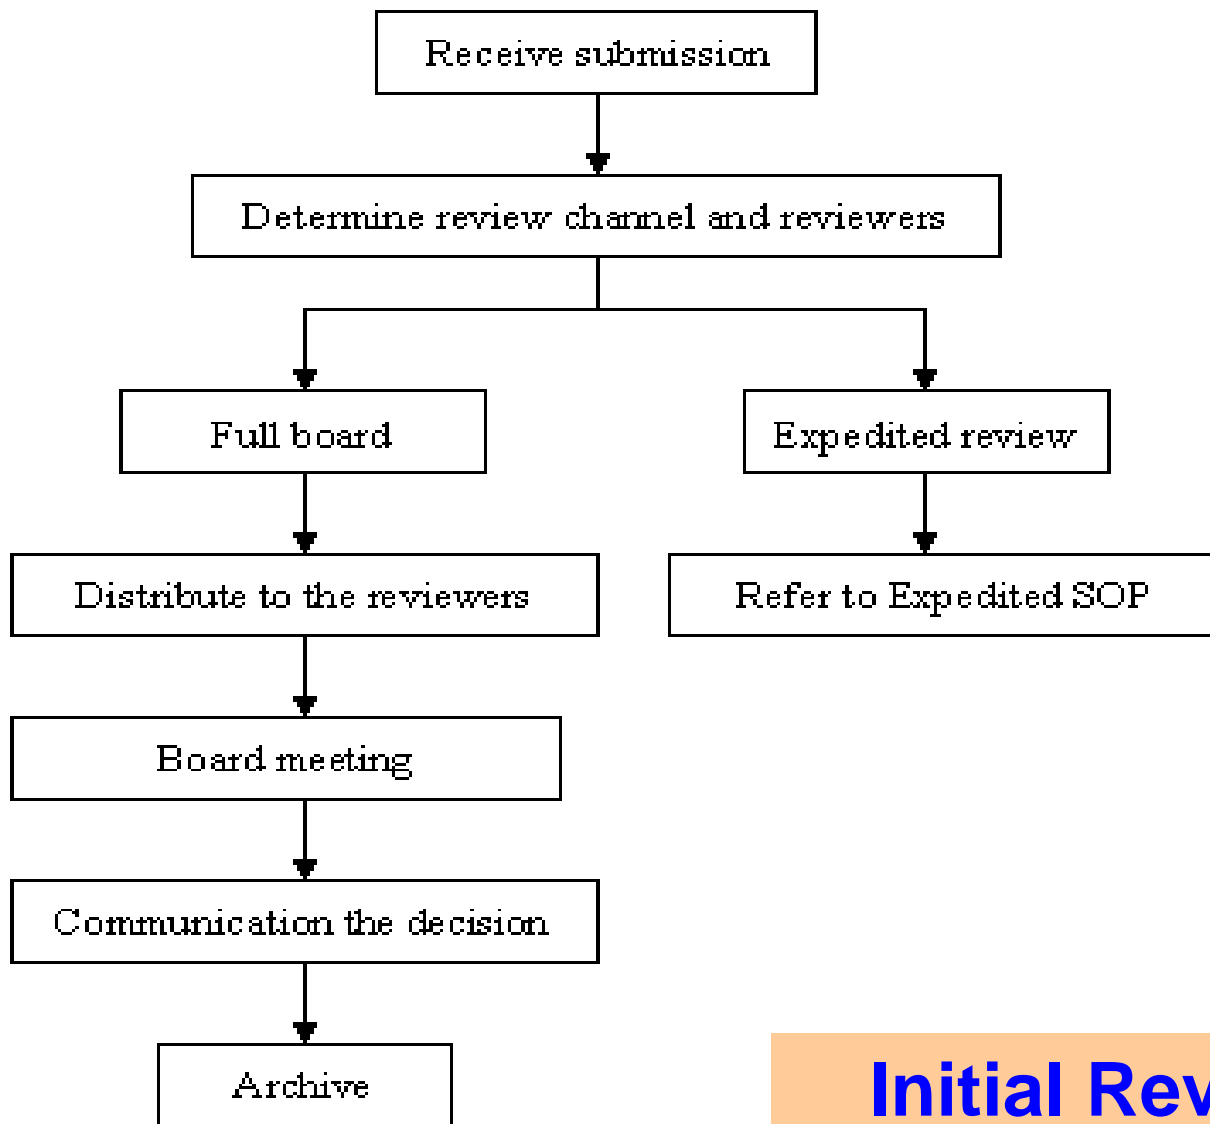 Receive submission
Determine review channel and reviewers
Full board
Expedited review
Distribute to the reviewers
Refer to Expedited SOP
Board meeting
Communication the decision
Archive
Initial Rev